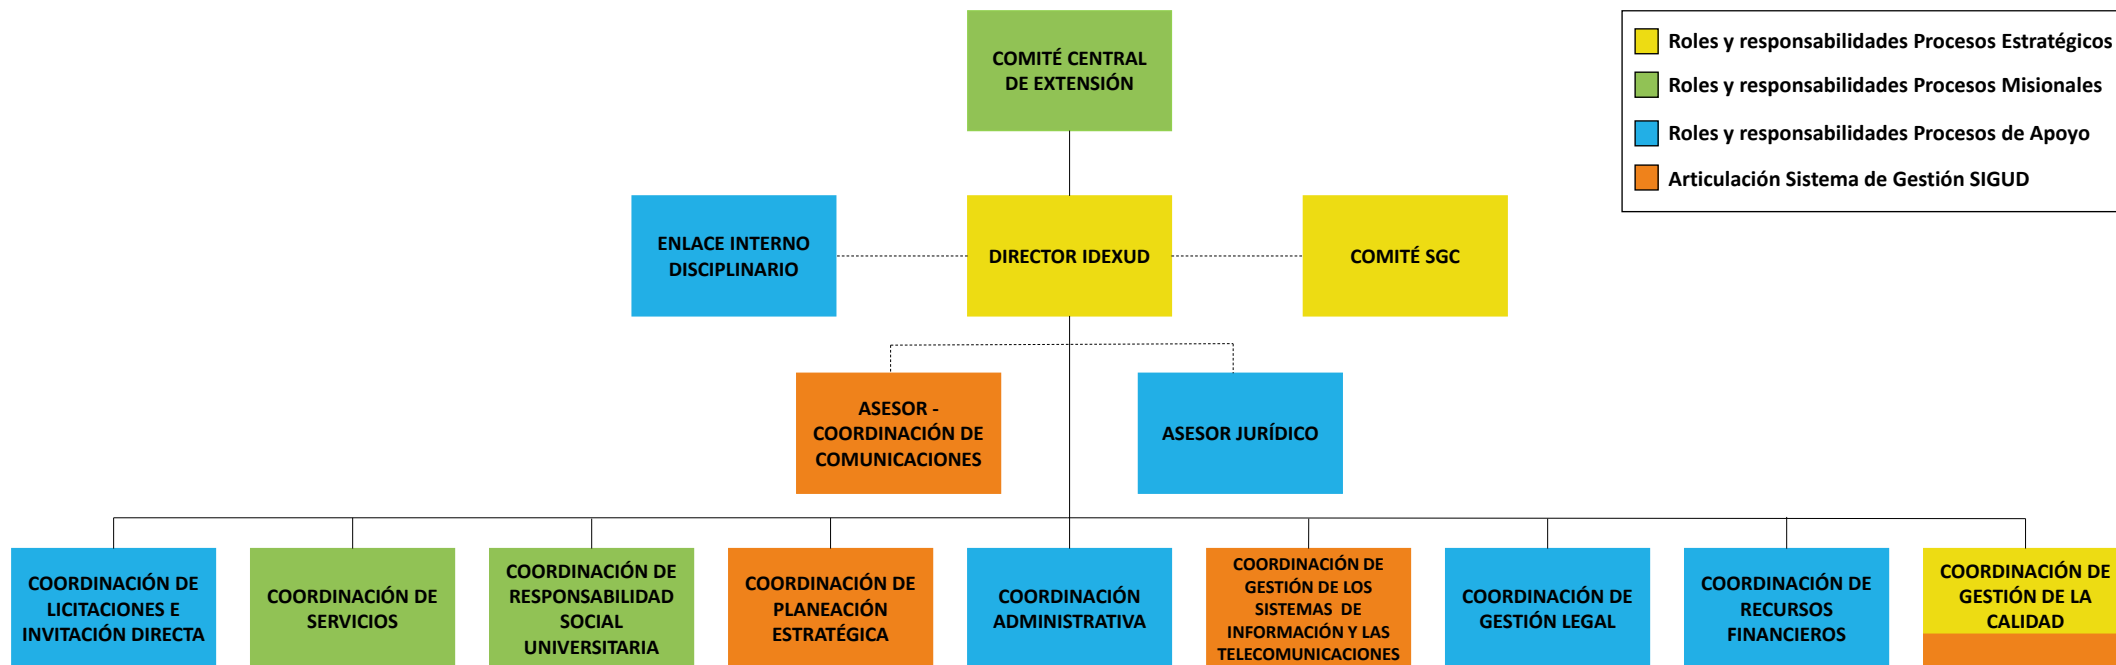 COMITÉ CENTRAL
DE EXTENSIÓN
Roles y responsabilidades Procesos Estratégicos
Roles y responsabilidades Procesos Misionales
Roles y responsabilidades Procesos de Apoyo
Articulación Sistema de Gestión SIGUD
ENLACE INTERNO
DISCIPLINARIO
DIRECTOR IDEXUD
COMITÉ SGC
ASESOR -
COORDINACIÓN DE
COMUNICACIONES
ASESOR JURÍDICO
COORDINACIÓN DE
LICITACIONES E
INVITACIÓN DIRECTA
COORDINACIÓN DE
SERVICIOS
COORDINACIÓN DE
RESPONSABILIDAD
SOCIAL
UNIVERSITARIA
COORDINACIÓN DE
PLANEACIÓN
ESTRATÉGICA
COORDINACIÓN
ADMINISTRATIVA
COORDINACIÓN DE
GESTIÓN DE LOS
SISTEMAS DE
INFORMACIÓN Y LAS
TELECOMUNICACIONES
COORDINACIÓN DE
GESTIÓN LEGAL
COORDINACIÓN DE
RECURSOS
FINANCIEROS
COORDINACIÓN DE
GESTIÓN DE LA
CALIDAD